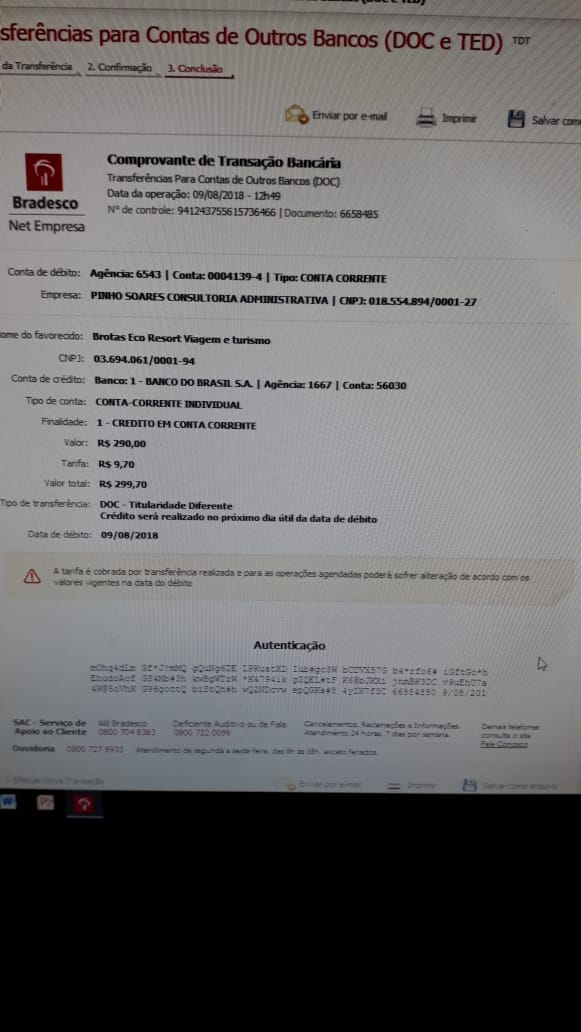 sferências para Contas de Outros Bancos (DOC e TED) TDT
da Transferência 2. Confirmação 3. Conclusão
Enviar por e-mail Imprimir Salvar com
Comprovante de Transação Bancária
Transferências Para Contas de Outros Bancos (DOC)
Data da operação: 09/08/2018 - 12h49
Nº de controle: 941243755615736466 | Documento: 6658485
Bradesco
Net Empresa
Conta de débito: Agência: 6543 | Conta: 0004139-4 | Tipo: CONTA CORRENTE
Empresa: PINHO SOARES CONSULTORIA ADMINISTRATIVA | CNPJ: 018.554.894/0001-27
ome do favorecido: Brotas Eco Resort Viagem e turismo
CNPJ: 03.694.061/0001-94
Conta de crédito: Banco: 1 - BANCO DO BRASIL S.A. | Agência: 1667 | Conta: 56030
Tipo de conta: CONTA-CORRENTE INDIVIDUAL
Finalidade: 1 - CREDITO EM CONTA CORRENTE
Valor: R$ 290,00
Tarifa: R$ 9,70
Valor total: R$ 299,70
Tipo de transferência: DOC - Titularidade Diferente
Crédito será realizado no próximo dia útil da data de débito
Data de débito: 09/08/2018
A tarifa é cobrada por transferência realizada e para as operações agendadas poderá sofrer alteração de acordo com os
valores vigentes na data do débito
Autenticação
SAC - Serviço de Apoio ao Cliente
Alô Bradesco 0800 704 8383
Deficiente Auditivo ou de Fala 0800 722 0099
Cancelamentos, Reclamações e Informações.
Atendimento 24 horas, 7 dias por semana.
Demais telefones
consulte o site
Fale Conosco
Ouvidoria 0800 727 9933 Atendimento de segunda a sexta-feira, das 8h às 18h, exceto feriados.
Enviar por e-mail Imprimir Salvar como arquivo